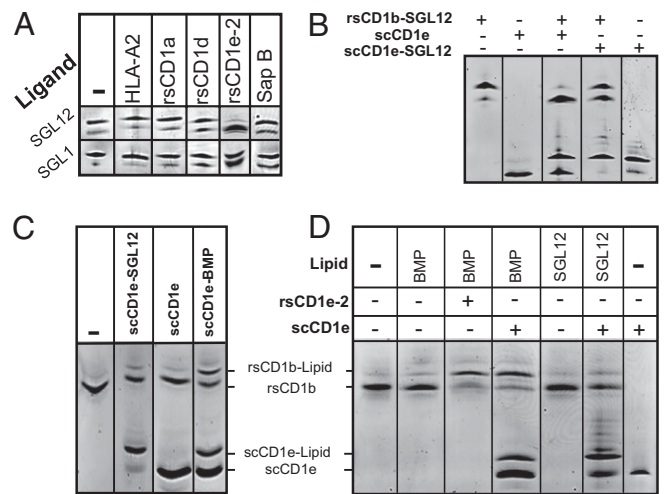 A
Ligand
-
HLA-A2
rsCD1a
rsCD1d
rsCD1e-2
Sap B
SGL12
SGL1
B
rsCD1b-SGL12 + - + + -
scCD1e - + + - -
scCD1e-SGL12 - - - + +
C
-
scCD1e-SGL12
scCD1e
scCD1e-BMP
rsCD1b-Lipid
rsCD1b
scCD1e-Lipid
scCD1e
D
Lipid - BMP BMP BMP SGL12 SGL12 -
rsCD1e-2 - - + - - - -
scCD1e - - - + - + +